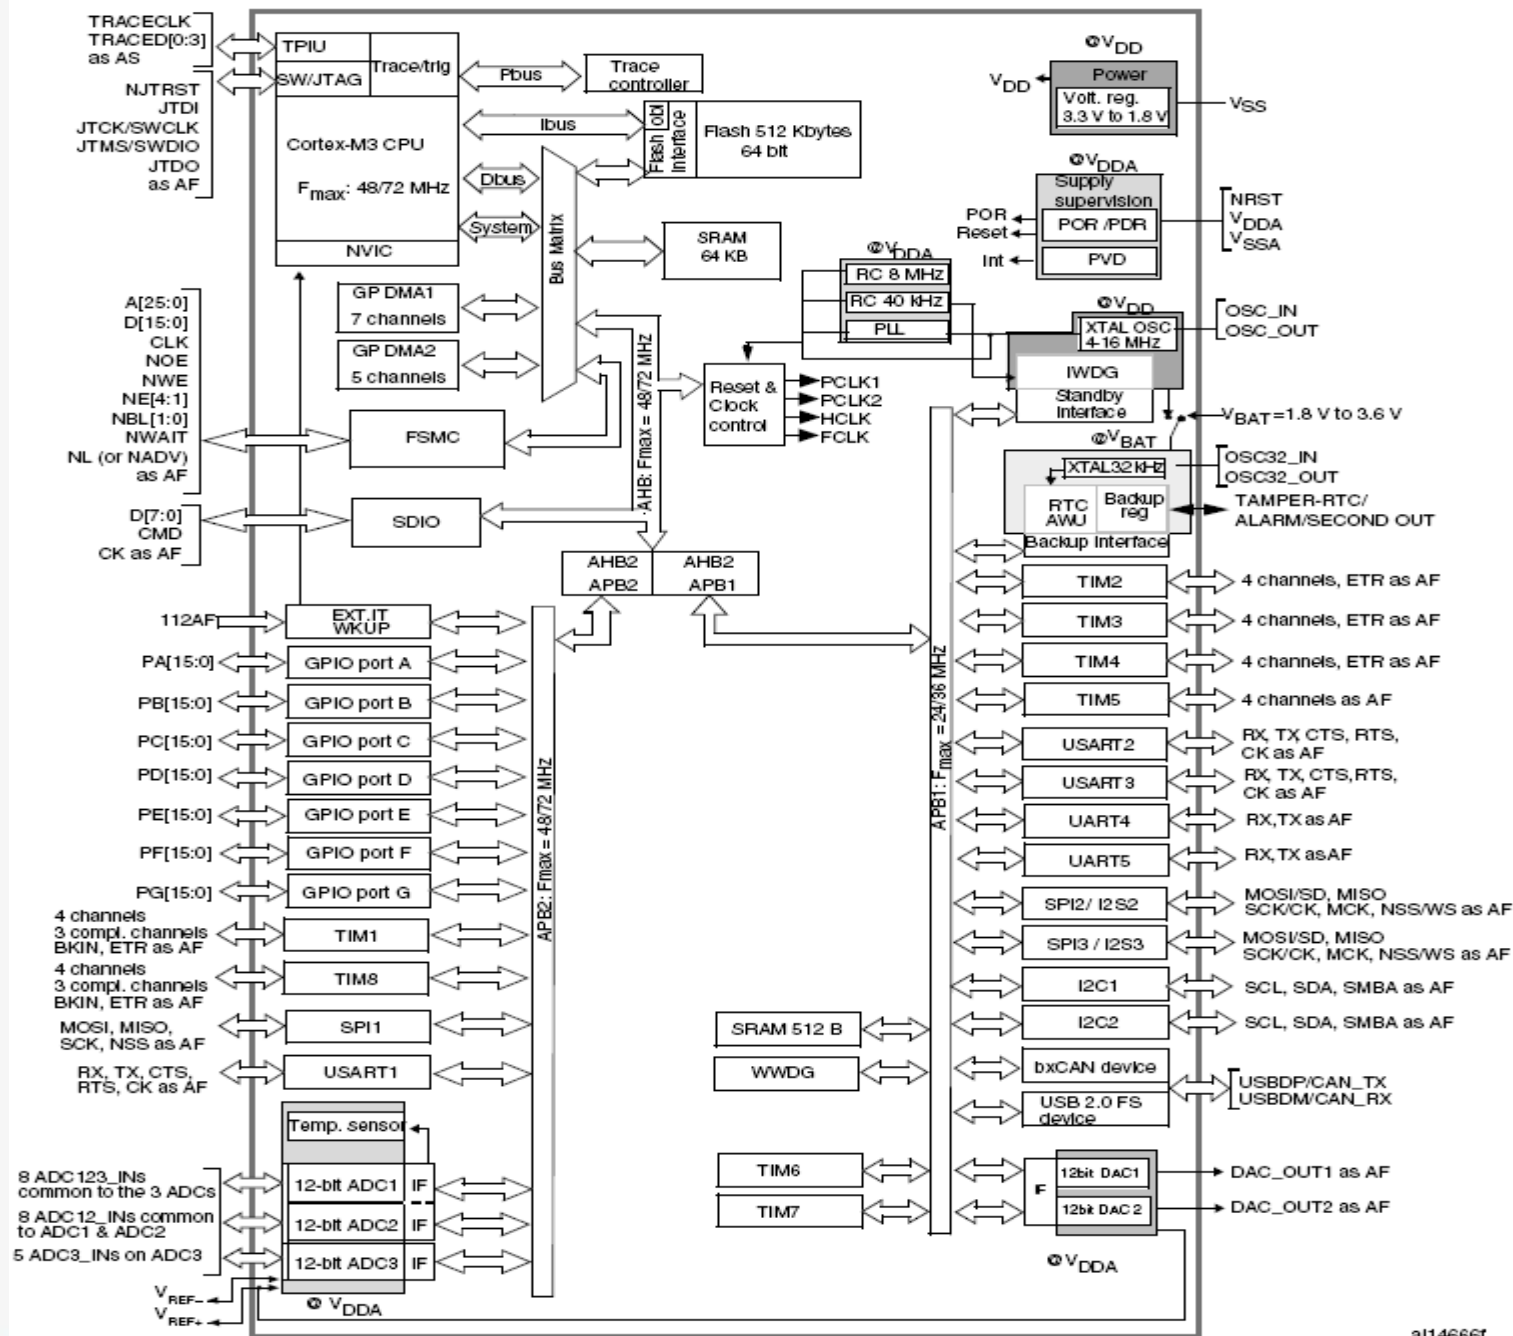 TRACECLK
TRACED[0:3]
as AS
NJTRST
JTDI
JTCK/SWCLK
JTMS/SWDIO
JTDO
as AF
TPIU
SW/JTAG
Trace/trig
Pbus
Trace
controller
Cortex-M3 CPU
Fmax: 48/72 MHz
NVIC
Ibus
Dbus
System
Bus Matrix
Flash obl
Interface
Flash 512 Kbytes
64 bit
SRAM
64 KB
@VDD
Power
VDD
Volt. reg.
3.3 V to 1.8 V
VSS
@VDDA
Supply
supervision
POR
Reset
Int
POR /PDR
PVD
NRST
VDDA
VSSA
@VDDA
RC 8 MHz
RC 40 kHz
PLL
@VDD
XTAL OSC
4-16 MHz
OSC_IN
OSC_OUT
IWDG
Standby
Interface
VBAT=1.8 V to 3.6 V
@VBAT
XTAL32kHz
OSC32_IN
OSC32_OUT
RTC
AWU
Backup
reg
TAMPER-RTC/
ALARM/SECOND OUT
Backup interface
GP DMA1
7 channels
GP DMA2
5 channels
A[25:0]
D[15:0]
CLK
NOE
NWE
NE[4:1]
NBL[1:0]
NWAIT
NL (or NADV)
as AF
FSMC
D[7:0]
CMD
CK as AF
SDIO
AHB: Fmax = 48/72 MHz
Reset &
Clock
control
PCLK1
PCLK2
HCLK
FCLK
AHB2
APB2
AHB2
APB1
112AF
EXT.IT
WKUP
PA[15:0]
GPIO port A
PB[15:0]
GPIO port B
PC[15:0]
GPIO port C
PD[15:0]
GPIO port D
PE[15:0]
GPIO port E
PF[15:0]
GPIO port F
PG[15:0]
GPIO port G
4 channels
3 compl. channels
BKIN, ETR as AF
TIM1
4 channels
3 compl. channels
BKIN, ETR as AF
TIM8
MOSI, MISO,
SCK, NSS as AF
SPI1
RX, TX, CTS,
RTS, CK as AF
USART1
Temp. sensor
8 ADC123_INs
common to the 3 ADCs
12-bit ADC1 IF
8 ADC12_INs common
to ADC1 & ADC2
12-bit ADC2 IF
5 ADC3_INs on ADC3
12-bit ADC3 IF
VREF-
VREF+
@ VDDA
APB2: Fmax = 48/72 MHz
APB1: Fmax = 24/36 MHz
SRAM 512 B
WWDG
TIM6
TIM7
TIM2
4 channels, ETR as AF
TIM3
4 channels, ETR as AF
TIM4
4 channels, ETR as AF
TIM5
4 channels as AF
USART2
RX, TX CTS, RTS,
CK as AF
USART3
RX, TX, CTS,RTS,
CK as AF
UART4
RX,TX as AF
UART5
RX,TX asAF
SPI2/ I2S2
MOSI/SD, MISO
SCK/CK, MCK, NSS/WS as AF
SPI3 / I2S3
MOSI/SD, MISO
SCK/CK, MCK, NSS/WS as AF
I2C1
SCL, SDA, SMBA as AF
I2C2
SCL, SDA, SMBA as AF
bxCAN device
USB 2.0 FS
device
USBDP/CAN_TX
USBDM/CAN_RX
IF
12bit DAC1
DAC_OUT1 as AF
12bit DAC 2
DAC_OUT2 as AF
@VDDA
ai14666f